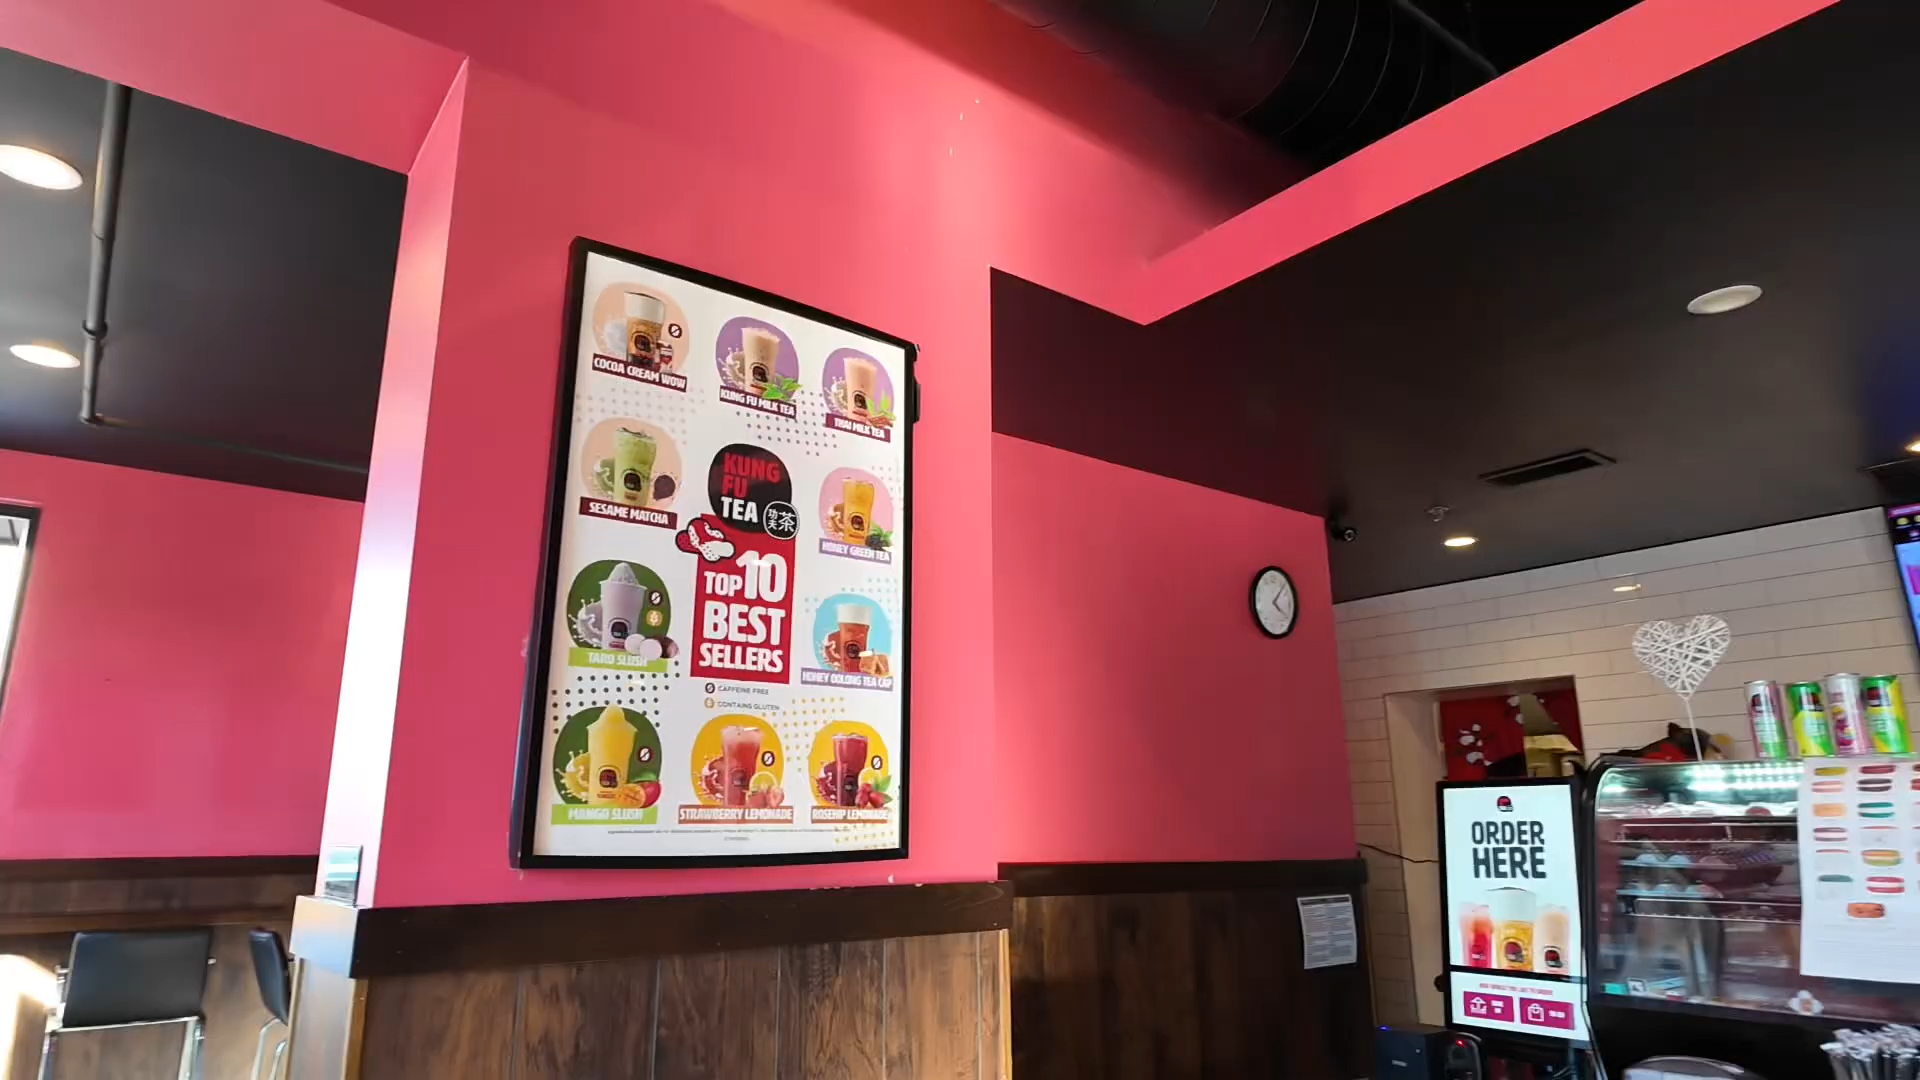 COCOA CREAM WOW
KUNG FU MILK TEA
THAI MILK TEA
SESAME MATCHA
KUNG
FU
TEA
功夫茶
HONEY GREEN TEA
TOP 10
BEST
SELLERS
TARO SLUSH
HONEY OOLONG TEA CAP
CAFFEINE FREE
CONTAINS GLUTEN
MANGO SLUSH
STRAWBERRY LEMONADE
ROSEHIP LEMONADE
ORDER
HERE